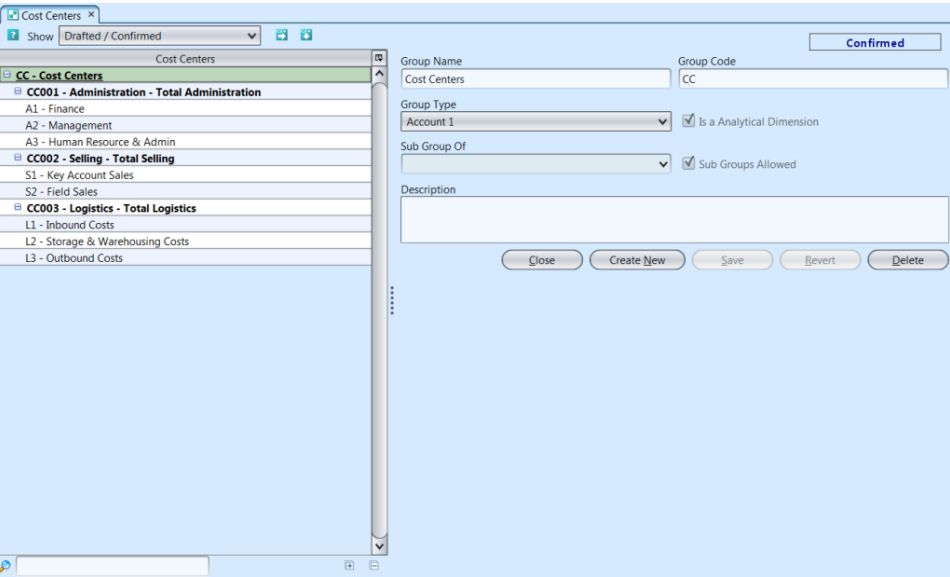 Cost Centers ×
? Show Drafted / Confirmed
Confirmed
Cost Centers
CC - Cost Centers
CC001 - Administration - Total Administration
A1 - Finance
A2 - Management
A3 - Human Resource & Admin
CC002 - Selling - Total Selling
S1 - Key Account Sales
S2 - Field Sales
CC003 - Logistics - Total Logistics
L1 - Inbound Costs
L2 - Storage & Warehousing Costs
L3 - Outbound Costs
Group Name Group Code
Cost Centers CC
Group Type
Account 1 Is a Analytical Dimension
Sub Group Of
Sub Groups Allowed
Description
Close Create New Save Revert Delete